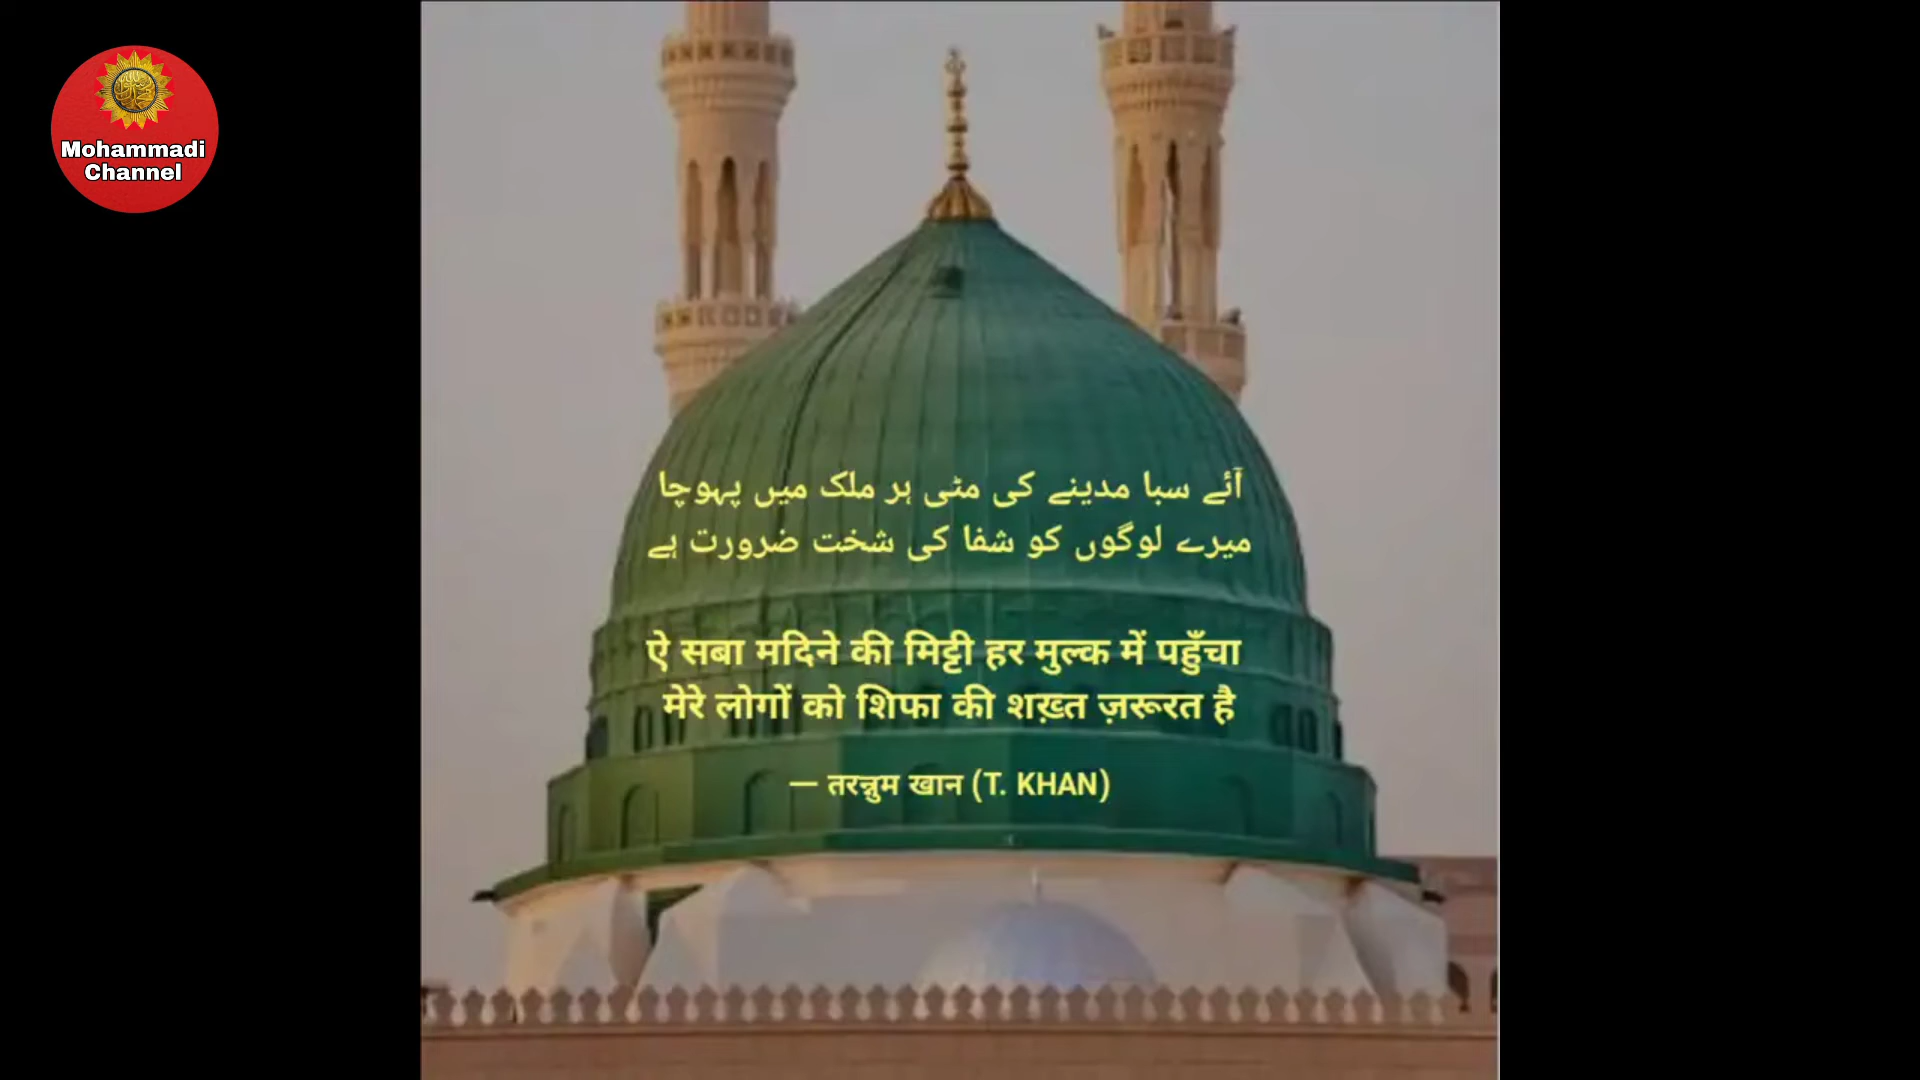 Mohammadi
Channel
آئے سبا مدینے کی مٹی ہر ملک میں پہوچا
میرے لوگوں کو شفا کی شخت ضرورت ہے
ऐ सबा मदिने की मिट्टी हर मुल्क में पहुँचा
मेरे लोगों को शिफा की शख़्त ज़रूरत है
— तरन्नुम खान (T. KHAN)